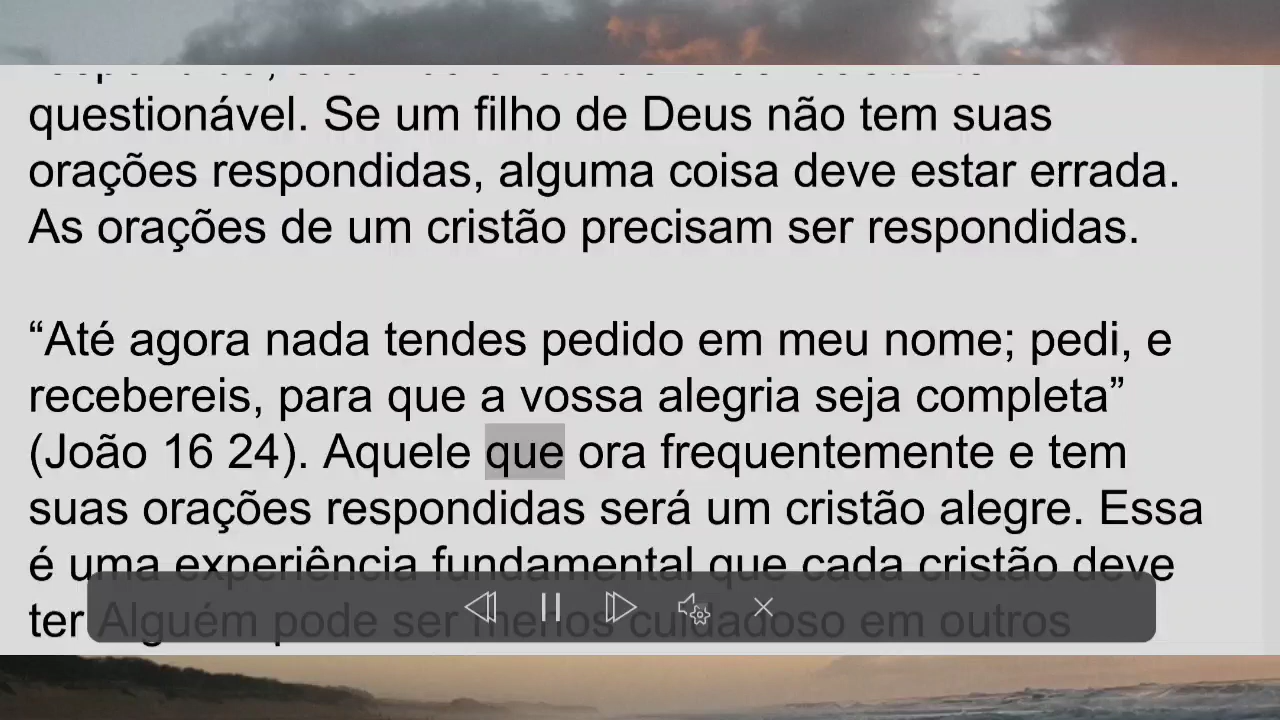 questionável. Se um filho de Deus não tem suas
orações respondidas, alguma coisa deve estar errada.
As orações de um cristão precisam ser respondidas.
“Até agora nada tendes pedido em meu nome; pedi, e
recebereis, para que a vossa alegria seja completa”
(João 16 24). Aquele que ora frequentemente e tem
suas orações respondidas será um cristão alegre. Essa
é uma experiência fundamental que cada cristão deve
ter Alguém pode ser menos cuidadoso em outros